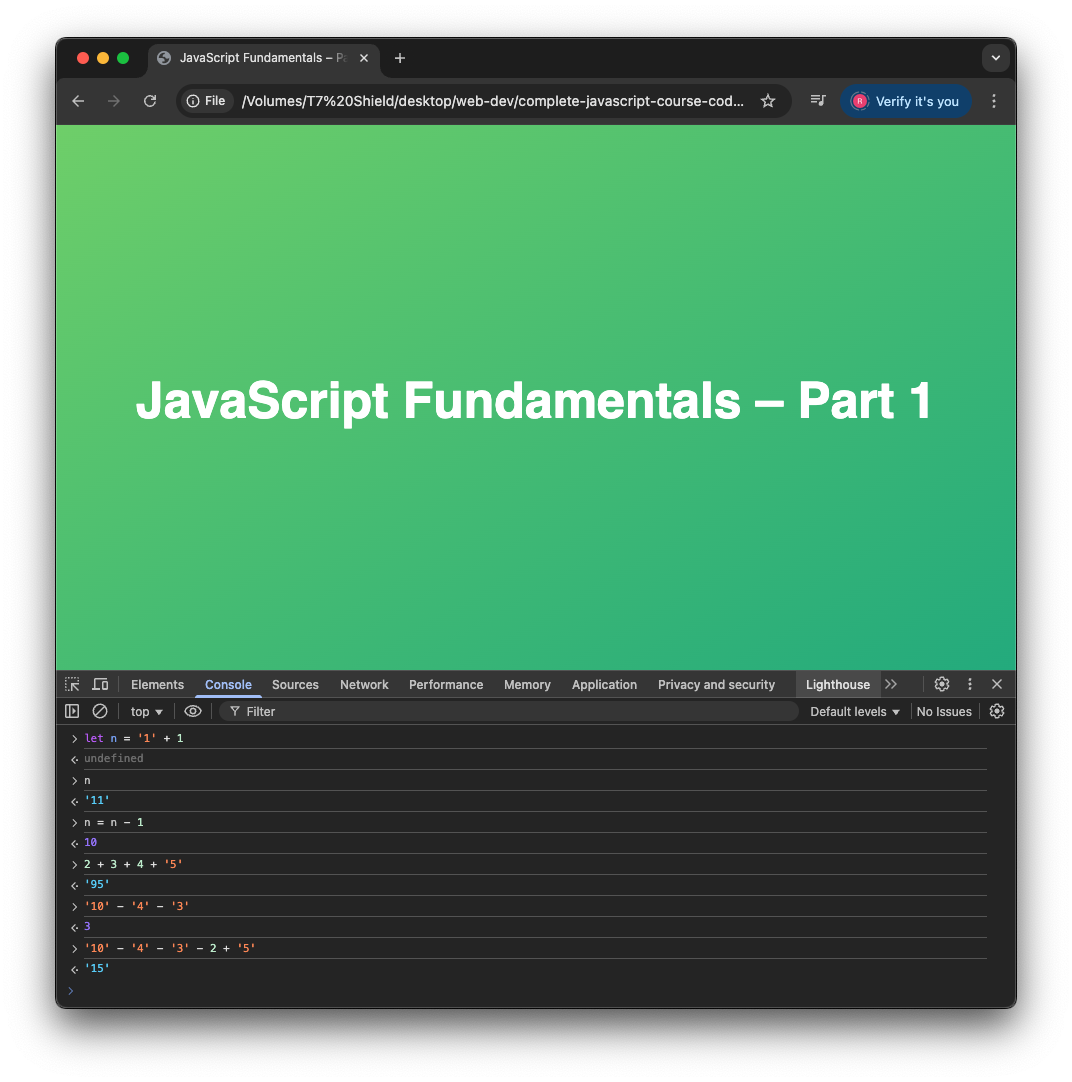 JavaScript Fundamentals – Pa
File /Volumes/T7%20Shield/desktop/web-dev/complete-javascript-course-cod... R Verify it's you
JavaScript Fundamentals – Part 1
Elements Console Sources Network Performance Memory Application Privacy and security Lighthouse
top Filter Default levels No Issues
let n = '1' + 1
undefined
n
'11'
n = n - 1
10
2 + 3 + 4 + '5'
'95'
'10' - '4' - '3'
3
'10' - '4' - '3' - 2 + '5'
'15'